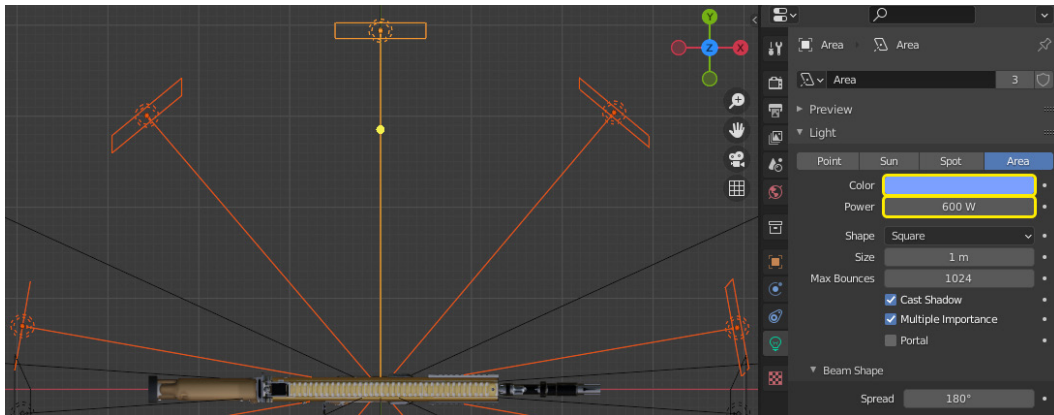 Y
X
Z
Area
Area
Area
3
Preview
Light
Point
Sun
Spot
Area
Color
Power
600 W
Shape
Square
Size
1 m
Max Bounces
1024
Cast Shadow
Multiple Importance
Portal
Beam Shape
Spread
180°